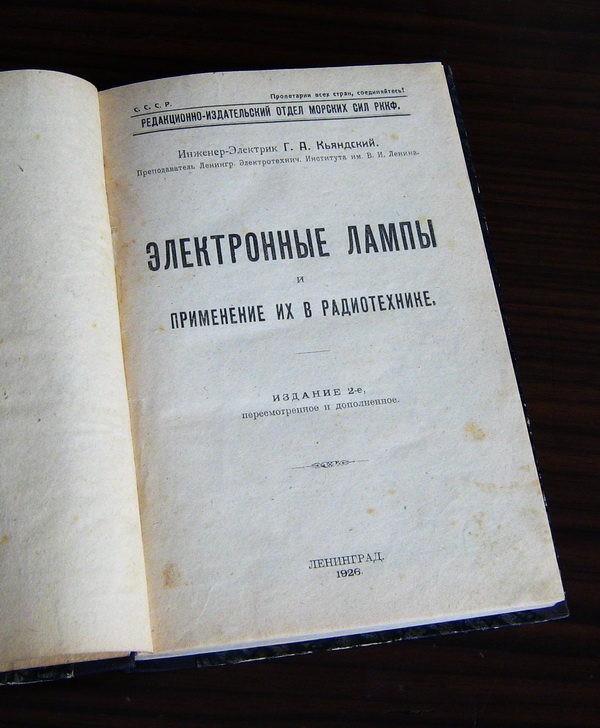 С. С. С. Р.
Пролетарии всех стран, соединяйтесь!
РЕДАКЦИОННО-ИЗДАТЕЛЬСКИЙ ОТДЕЛ МОРСКИХ СИЛ РККФ.
Инженер-Электрик Г. А. Кьяндский.
Преподаватель Ленингр. Электротехнич. Института им. В. И. Ленина.
ЭЛЕКТРОННЫЕ ЛАМПЫ
И
ПРИМЕНЕНИЕ ИХ В РАДИОТЕХНИКЕ.
ИЗДАНИЕ 2-е,
пересмотренное и дополненное.
ЛЕНИНГРАД.
1926.